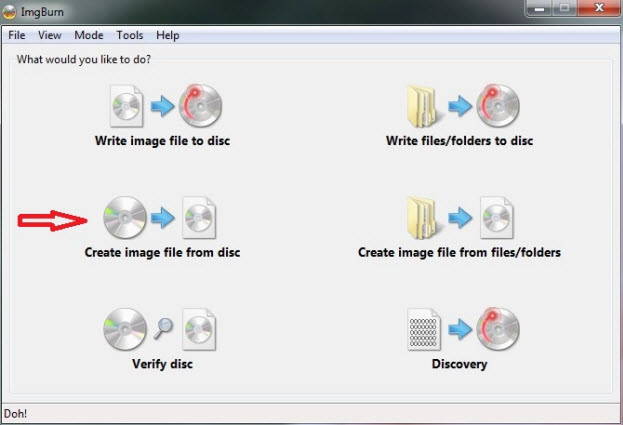 ImgBurn
File View Mode Tools Help
What would you like to do?
Write image file to disc
Write files/folders to disc
Create image file from disc
Create image file from files/folders
Verify disc
Discovery
Doh!